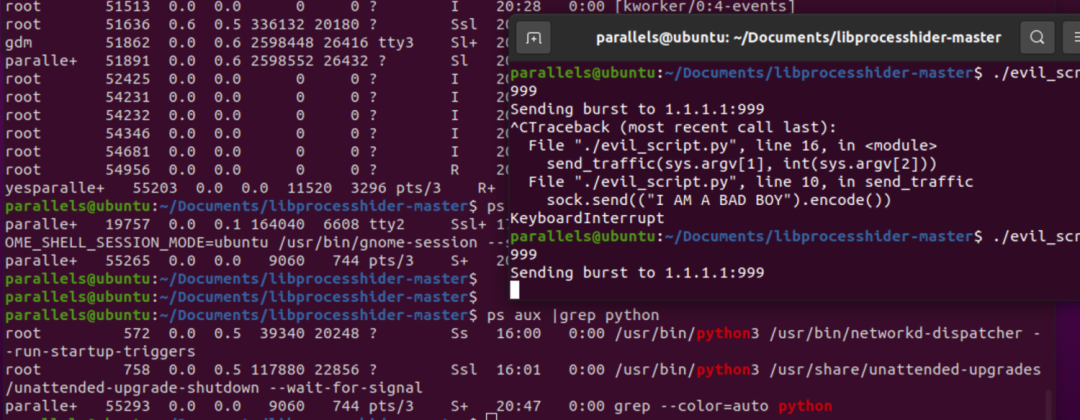 root 51513 0.0 0.0 0 0 ? I 20:28 0:00 [kworker/0:4-events]
root 51636 0.6 0.5 336132 20180 ? Ssl
gdm 51862 0.0 0.6 2598448 26416 tty3 Sl+
paralle+ 51891 0.0 0.6 2598552 26432 ? Sl
root 52425 0.0 0.0 0 0 ? I
root 54231 0.0 0.0 0 0 ? I
root 54232 0.0 0.0 0 0 ? I
root 54346 0.0 0.0 0 0 ? I
root 54681 0.0 0.0 0 0 ? I
root 54956 0.0 0.0 0 0 ? R
yesparalle+ 55203 0.0 0.0 11520 3296 pts/3 R+
parallels@ubuntu:~/Documents/libprocesshider-master$ ps
paralle+ 19757 0.0 0.1 164040 6608 tty2 Ssl+
OME_SHELL_SESSION_MODE=ubuntu /usr/bin/gnome-session
paralle+ 55265 0.0 0.0 9060 744 pts/3 S+
parallels@ubuntu:~/Documents/libprocesshider-master$
parallels@ubuntu:~/Documents/libprocesshider-master$
parallels@ubuntu:~/Documents/libprocesshider-master$ ps aux |grep python
root 572 0.0 0.5 39340 20248 ? Ss 16:00 0:00 /usr/bin/python3 /usr/bin/networkd-dispatcher -
-run-startup-triggers
root 758 0.0 0.5 117880 22856 ? Ssl 16:01 0:00 /usr/bin/python3 /usr/share/unattended-upgrades
/unattended-upgrade-shutdown --wait-for-signal
paralle+ 55293 0.0 0.0 9060 744 pts/3 S+ 20:47 0:00 grep --color=auto python
parallels@ubuntu:~/Documents/libprocesshider-master$
parallels@ubuntu: ~/Documents/libprocesshider-master
parallels@ubuntu:~/Documents/libprocesshider-master$ ./evil_scr
999
Sending burst to 1.1.1.1:999
^CTraceback (most recent call last):
File "./evil_script.py", line 16, in <module>
send_traffic(sys.argv[1], int(sys.argv[2]))
File "./evil_script.py", line 10, in send_traffic
sock.send(("I AM A BAD BOY").encode())
KeyboardInterrupt
parallels@ubuntu:~/Documents/libprocesshider-master$ ./evil_scr
999
Sending burst to 1.1.1.1:999